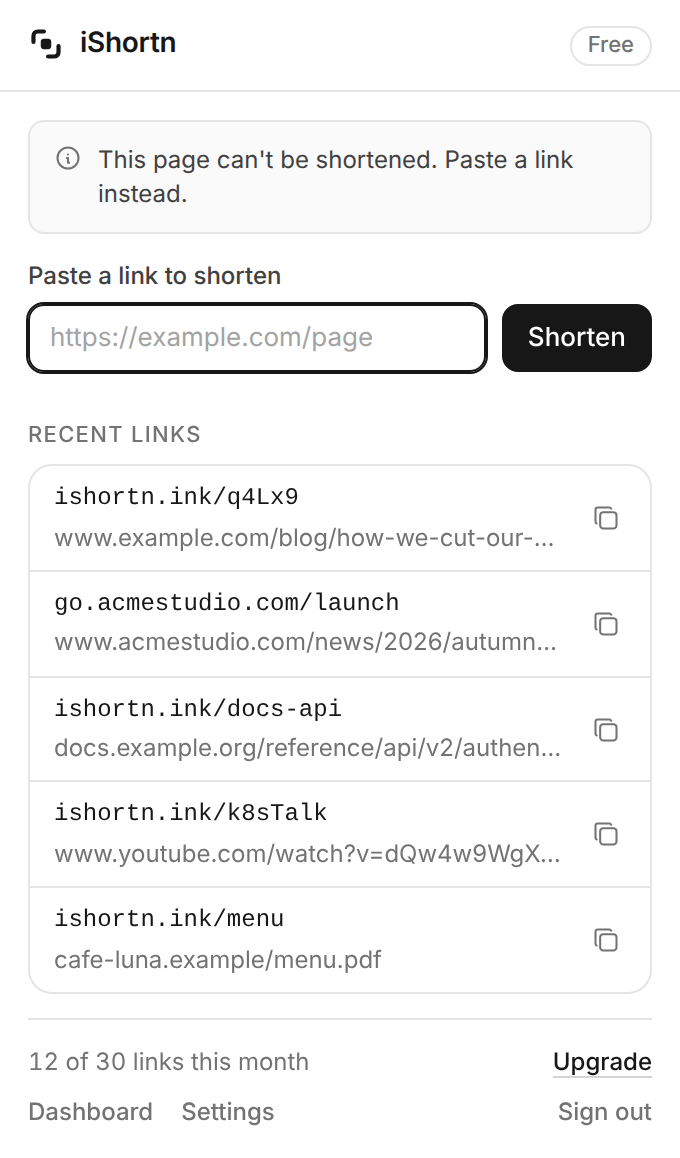 iShortn
Free
This page can't be shortened. Paste a link
instead.
Paste a link to shorten
https://example.com/page
Shorten
RECENT LINKS
ishortn.ink/q4Lx9
www.example.com/blog/how-we-cut-our-...
go.acmestudio.com/launch
www.acmestudio.com/news/2026/autumn...
ishortn.ink/docs-api
docs.example.org/reference/api/v2/authen...
ishortn.ink/k8sTalk
www.youtube.com/watch?v=dQw4w9WgX...
ishortn.ink/menu
cafe-luna.example/menu.pdf
12 of 30 links this month
Upgrade
Dashboard
Settings
Sign out